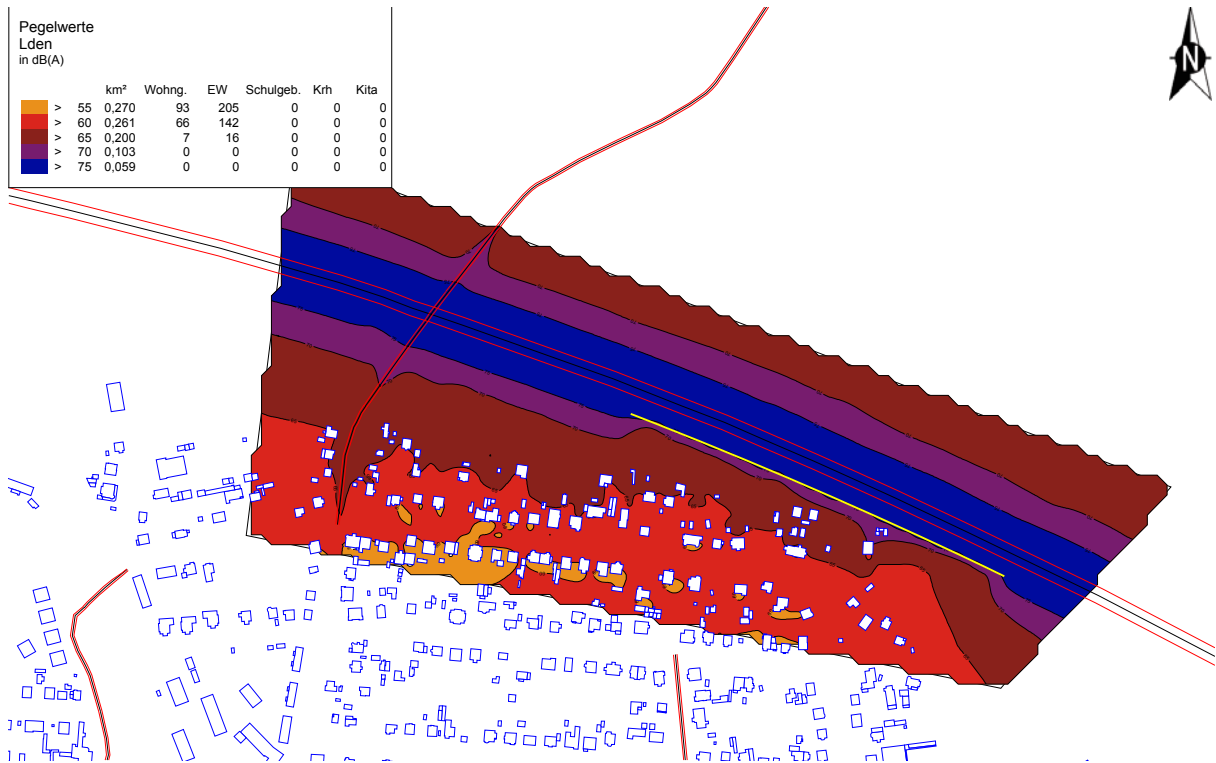 Pegelwerte
Lden
in dB(A)
km² Wohng. EW Schulgeb. Krh Kita
> 55 0,270 93 205 0 0 0
> 60 0,261 66 142 0 0 0
> 65 0,200 7 16 0 0 0
> 70 0,103 0 0 0 0 0
> 75 0,059 0 0 0 0 0
N